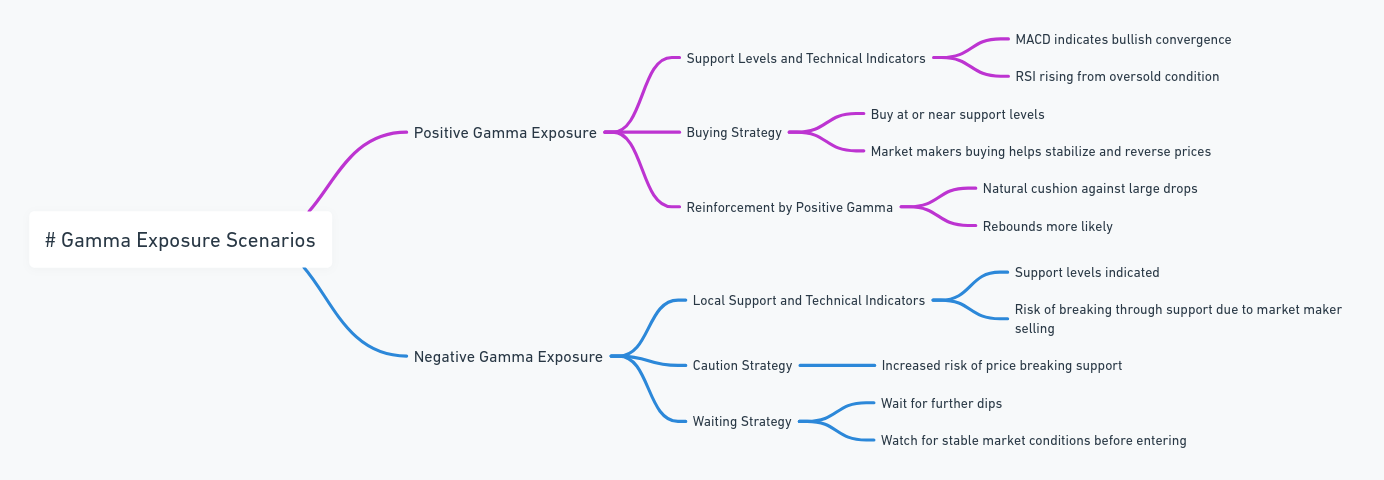 # Gamma Exposure Scenarios
Positive Gamma Exposure
Support Levels and Technical Indicators
MACD indicates bullish convergence
RSI rising from oversold condition
Buying Strategy
Buy at or near support levels
Market makers buying helps stabilize and reverse prices
Reinforcement by Positive Gamma
Natural cushion against large drops
Rebounds more likely
Negative Gamma Exposure
Local Support and Technical Indicators
Support levels indicated
Risk of breaking through support due to market maker
selling
Caution Strategy
Increased risk of price breaking support
Waiting Strategy
Wait for further dips
Watch for stable market conditions before entering